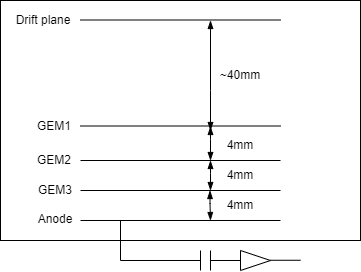 Drift plane
~40mm
GEM1
4mm
GEM2
4mm
GEM3
4mm
Anode